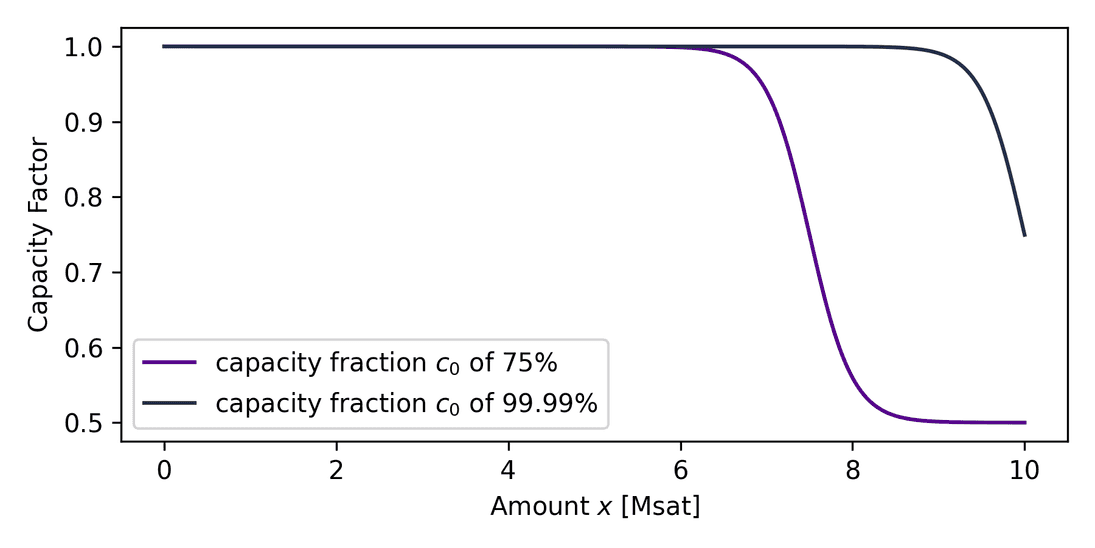 1.0
0.9
0.8
0.7
0.6
0.5
Capacity Factor
capacity fraction c₀ of 75%
capacity fraction c₀ of 99.99%
0 2 4 6 8 10
Amount x [Msat]